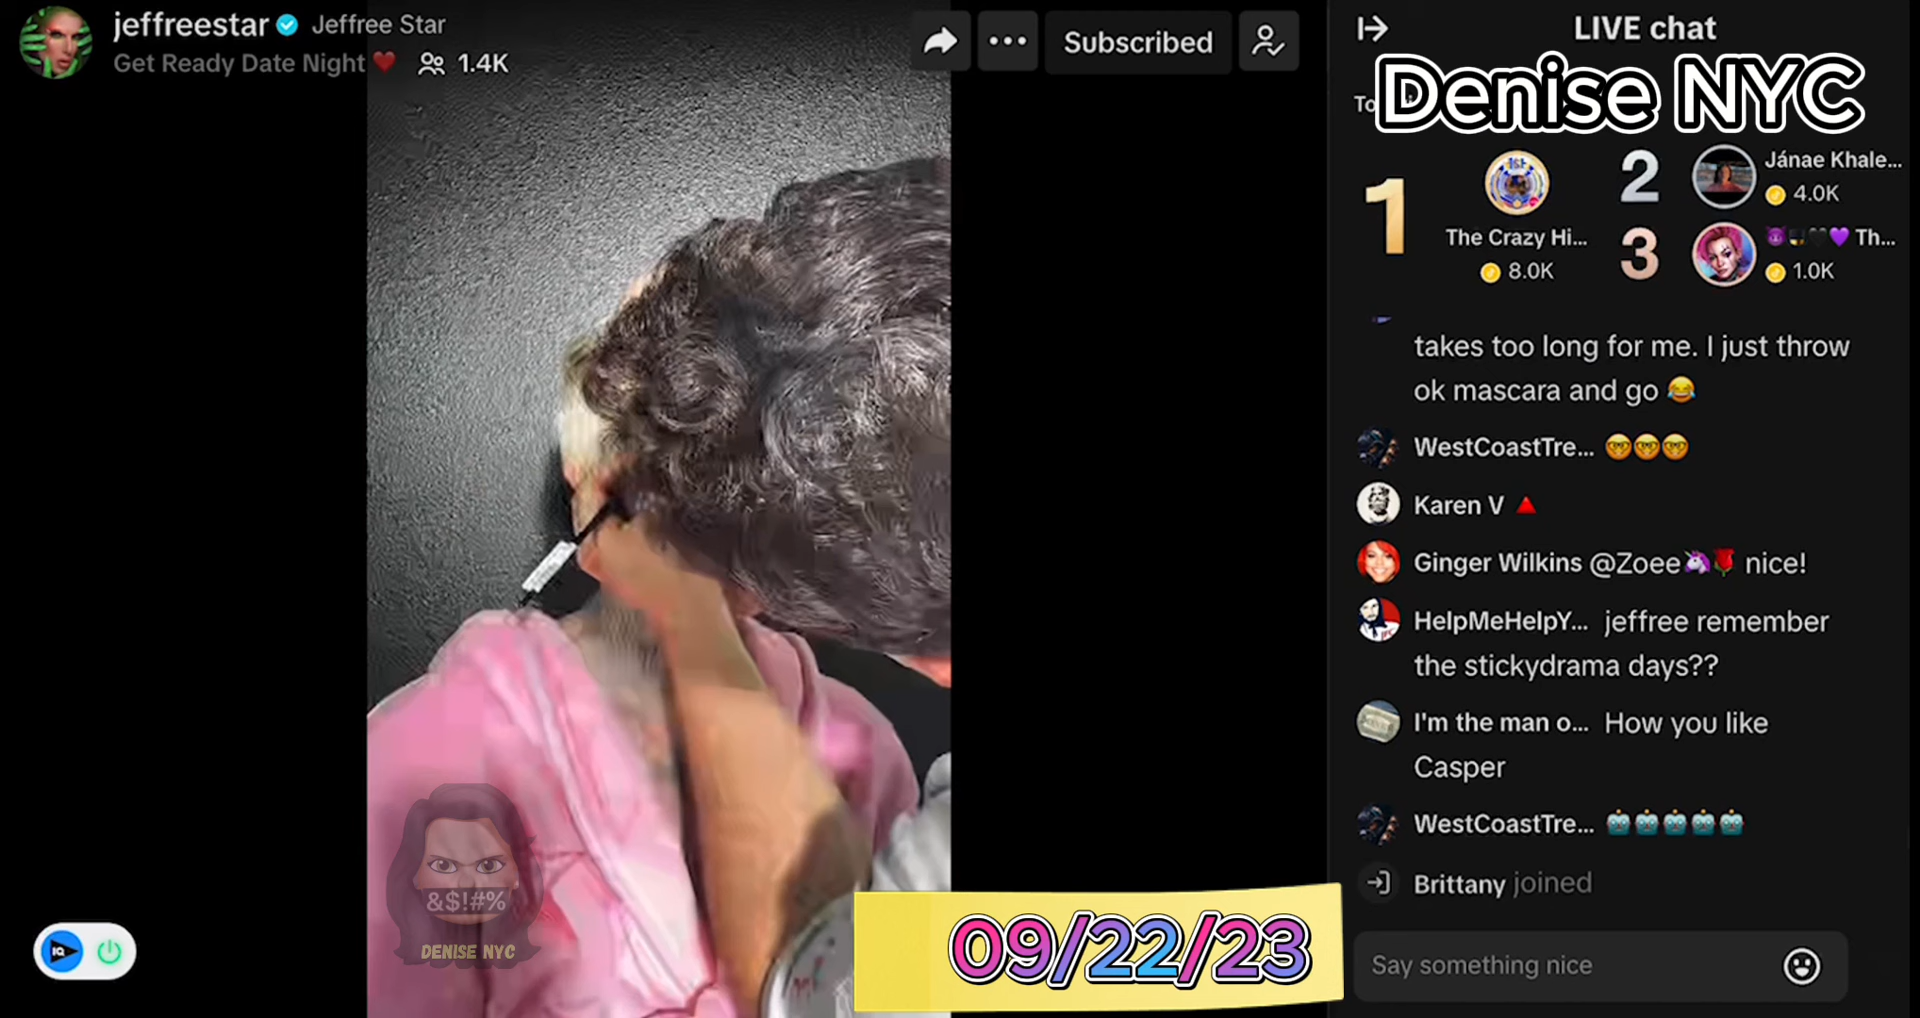 jeffreestar Jeffree Star
Get Ready Date Night ❤️ 1.4K
Subscribed
LIVE chat
Denise NYC
1
The Crazy Hi...
8.0K
2
Jánae Khale...
4.0K
3
😈 🖤💜 Th...
1.0K
takes too long for me. I just throw
ok mascara and go 😂
WestCoastTre... 🤓🤓🤓
Karen V 🔺
Ginger Wilkins @Zoee🦄🌹 nice!
HelpMeHelpY... jeffree remember
the stickydrama days??
I'm the man o... How you like
Casper
WestCoastTre... 🤖🤖🤖🤖🤖
Brittany joined
Say something nice
&$!#%
DENISE NYC
09/22/23
IQ